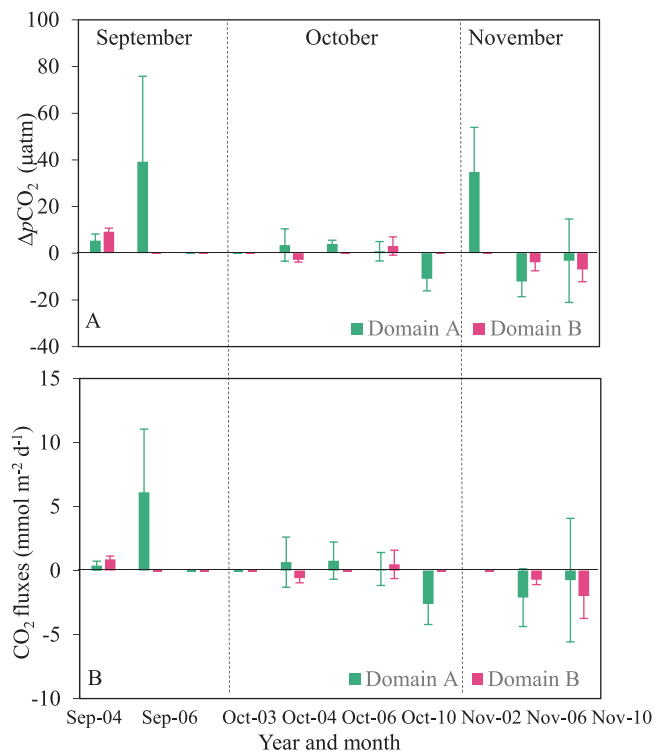 September October November
100
80
60
40
20
0
-20
-40
ΔpCO₂ (μatm)
A
Domain A Domain B
15
10
5
0
-5
-10
CO₂ fluxes (mmol m⁻² d⁻¹)
B
Domain A Domain B
Sep-04 Sep-06 Oct-03 Oct-04 Oct-06 Oct-10 Nov-02 Nov-06 Nov-10
Year and month